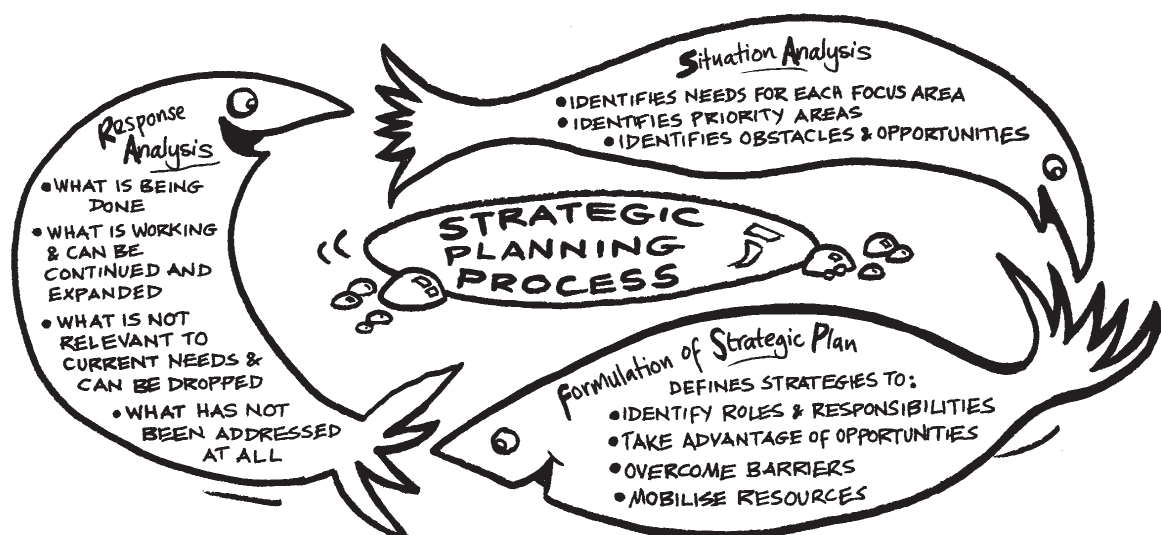 Situation Analysis
• IDENTIFIES NEEDS FOR EACH FOCUS AREA
• IDENTIFIES PRIORITY AREAS
• IDENTIFIES OBSTACLES & OPPORTUNITIES
Response
Analysis
• WHAT IS BEING
DONE
• WHAT IS WORKING
& CAN BE
CONTINUED AND
EXPANDED
• WHAT IS NOT
RELEVANT TO
CURRENT NEEDS &
CAN BE DROPPED
• WHAT HAS NOT
BEEN ADDRESSED
AT ALL
STRATEGIC
PLANNING
PROCESS
Formulation of Strategic Plan
DEFINES STRATEGIES TO:
• IDENTIFY ROLES & RESPONSIBILITIES
• TAKE ADVANTAGE OF OPPORTUNITIES
• OVERCOME BARRIERS
• MOBILISE RESOURCES